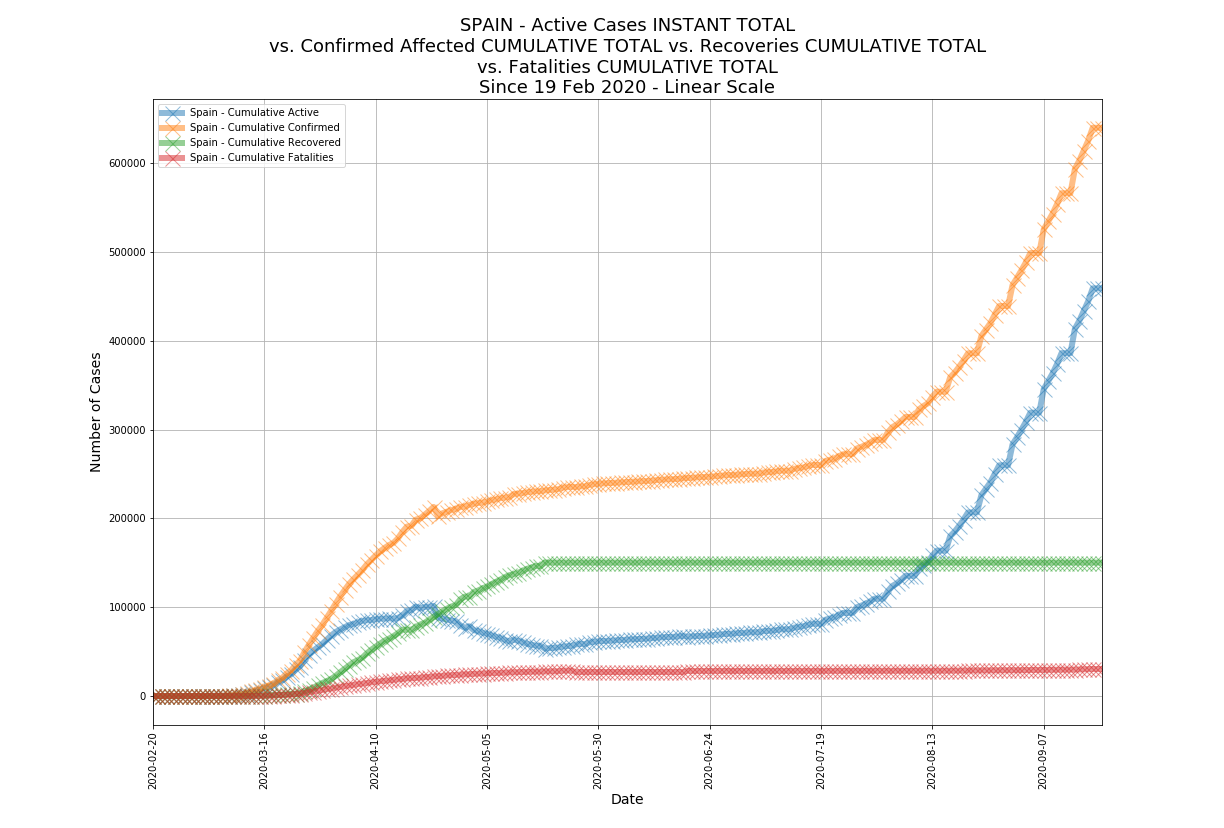 SPAIN - Active Cases INSTANT TOTAL
vs. Confirmed Affected CUMULATIVE TOTAL vs. Recoveries CUMULATIVE TOTAL
vs. Fatalities CUMULATIVE TOTAL
Since 19 Feb 2020 - Linear Scale
Spain - Cumulative Active
Spain - Cumulative Confirmed
Spain - Cumulative Recovered
Spain - Cumulative Fatalities
Number of Cases
600000
500000
400000
300000
200000
100000
0
2020-02-20
2020-03-16
2020-04-10
2020-05-05
2020-05-30
2020-06-24
2020-07-19
2020-08-13
2020-09-07
Date